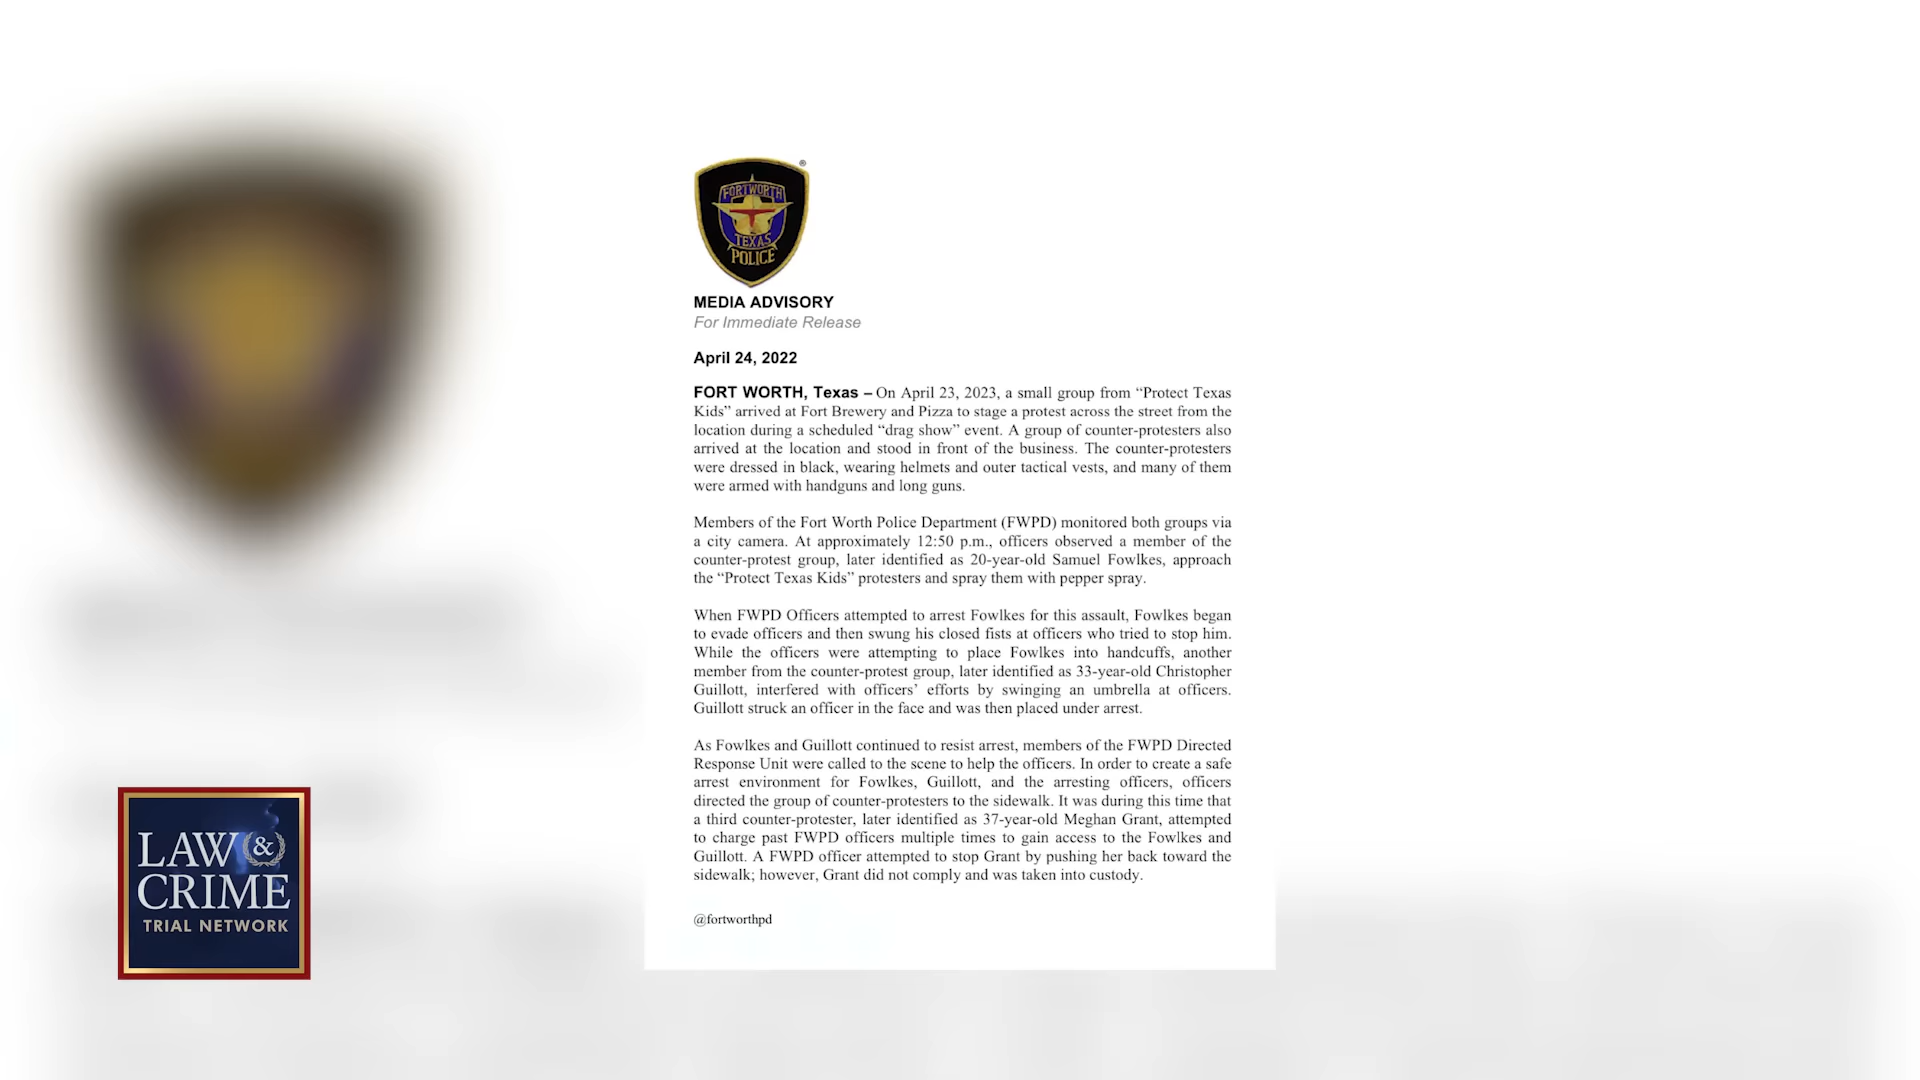 FORTWORTH
TEXAS
POLICE
®
MEDIA ADVISORY
For Immediate Release
April 24, 2022
FORT WORTH, Texas – On April 23, 2023, a small group from “Protect Texas
Kids” arrived at Fort Brewery and Pizza to stage a protest across the street from the
location during a scheduled “drag show” event. A group of counter-protesters also
arrived at the location and stood in front of the business. The counter-protesters
were dressed in black, wearing helmets and outer tactical vests, and many of them
were armed with handguns and long guns.
Members of the Fort Worth Police Department (FWPD) monitored both groups via
a city camera. At approximately 12:50 p.m., officers observed a member of the
counter-protest group, later identified as 20-year-old Samuel Fowlkes, approach
the “Protect Texas Kids” protesters and spray them with pepper spray.
When FWPD Officers attempted to arrest Fowlkes for this assault, Fowlkes began
to evade officers and then swung his closed fists at officers who tried to stop him.
While the officers were attempting to place Fowlkes into handcuffs, another
member from the counter-protest group, later identified as 33-year-old Christopher
Guillott, interfered with officers’ efforts by swinging an umbrella at officers.
Guillott struck an officer in the face and was then placed under arrest.
As Fowlkes and Guillott continued to resist arrest, members of the FWPD Directed
Response Unit were called to the scene to help the officers. In order to create a safe
arrest environment for Fowlkes, Guillott, and the arresting officers, officers
directed the group of counter-protesters to the sidewalk. It was during this time that
a third counter-protester, later identified as 37-year-old Meghan Grant, attempted
to charge past FWPD officers multiple times to gain access to the Fowlkes and
Guillott. A FWPD officer attempted to stop Grant by pushing her back toward the
sidewalk; however, Grant did not comply and was taken into custody.
@fortworthpd
LAW &
CRIME
TRIAL NETWORK